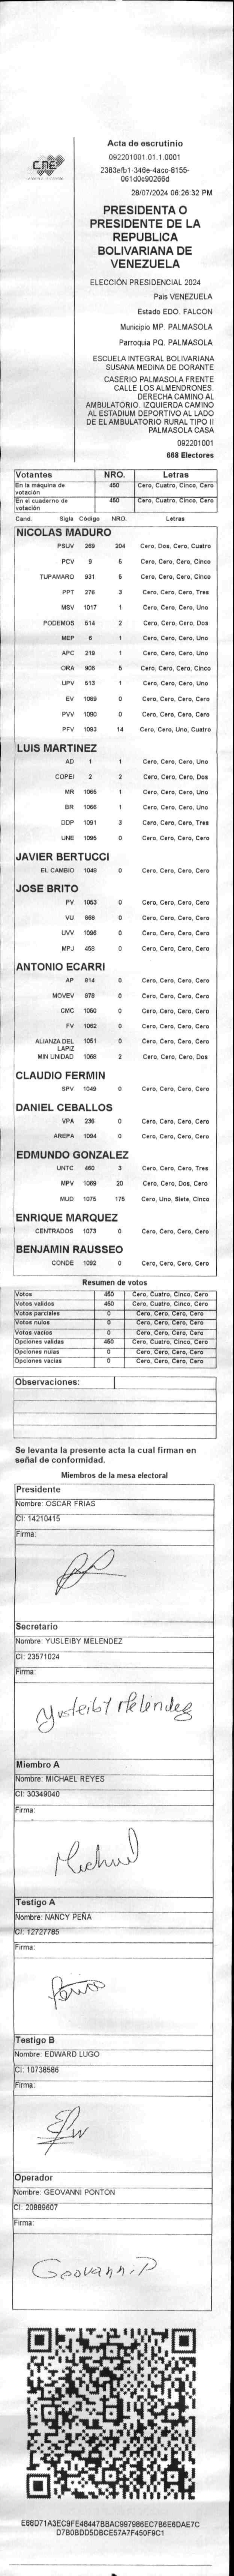 CNE
Acta de escrutinio
092201001.01.1.0001
2383efb1-346e-4acc-8155-
061d0c90266d
28/07/2024 06:26:32 PM
PRESIDENTA O
PRESIDENTE DE LA
REPUBLICA
BOLIVARIANA DE
VENEZUELA
ELECCIÓN PRESIDENCIAL 2024
Pais VENEZUELA
Estado EDO. FALCON
Municipio MP. PALMASOLA
Parroquia PQ. PALMASOLA
ESCUELA INTEGRAL BOLIVARIANA
SUSANA MEDINA DE DORANTE
CASERIO PALMASOLA FRENTE
CALLE LOS ALMENDRONES.
DERECHA CAMINO AL
AMBULATORIO. IZQUIERDA CAMINO
AL ESTADIUM DEPORTIVO AL LADO
DE EL AMBULATORIO RURAL TIPO II
PALMASOLA CASA
092201001
668 Electores
Votantes NRO. Letras
En la máquina de votación 450 Cero, Cuatro, Cinco, Cero
En el cuaderno de votación 450 Cero, Cuatro, Cinco, Cero
Cand. Sigla Código NRO. Letras
NICOLAS MADURO
PSUV 269 204 Cero, Dos, Cero, Cuatro
PCV 9 5 Cero, Cero, Cero, Cinco
TUPAMARO 931 5 Cero, Cero, Cero, Cinco
PPT 276 3 Cero, Cero, Cero, Tres
MSV 1017 1 Cero, Cero, Cero, Uno
PODEMOS 514 2 Cero, Cero, Cero, Dos
MEP 6 1 Cero, Cero, Cero, Uno
APC 219 1 Cero, Cero, Cero, Uno
ORA 906 5 Cero, Cero, Cero, Cinco
UPV 513 1 Cero, Cero, Cero, Uno
EV 1089 0 Cero, Cero, Cero, Cero
PVV 1090 0 Cero, Cero, Cero, Cero
PFV 1093 14 Cero, Cero, Uno, Cuatro
LUIS MARTINEZ
AD 1 1 Cero, Cero, Cero, Uno
COPEI 2 2 Cero, Cero, Cero, Dos
MR 1065 1 Cero, Cero, Cero, Uno
BR 1066 1 Cero, Cero, Cero, Uno
DDP 1091 3 Cero, Cero, Cero, Tres
UNE 1095 0 Cero, Cero, Cero, Cero
JAVIER BERTUCCI
EL CAMBIO 1048 0 Cero, Cero, Cero, Cero
JOSE BRITO
PV 1053 0 Cero, Cero, Cero, Cero
VU 868 0 Cero, Cero, Cero, Cero
UVV 1096 0 Cero, Cero, Cero, Cero
MPJ 458 0 Cero, Cero, Cero, Cero
ANTONIO ECARRI
AP 814 0 Cero, Cero, Cero, Cero
MOVEV 878 0 Cero, Cero, Cero, Cero
CMC 1050 0 Cero, Cero, Cero, Cero
FV 1062 0 Cero, Cero, Cero, Cero
ALIANZA DEL LAPIZ 1051 0 Cero, Cero, Cero, Cero
MIN UNIDAD 1058 2 Cero, Cero, Cero, Dos
CLAUDIO FERMIN
SPV 1049 0 Cero, Cero, Cero, Cero
DANIEL CEBALLOS
VPA 236 0 Cero, Cero, Cero, Cero
AREPA 1094 0 Cero, Cero, Cero, Cero
EDMUNDO GONZALEZ
UNTC 460 3 Cero, Cero, Cero, Tres
MPV 1069 20 Cero, Cero, Dos, Cero
MUD 1075 175 Cero, Uno, Siete, Cinco
ENRIQUE MARQUEZ
CENTRADOS 1073 0 Cero, Cero, Cero, Cero
BENJAMIN RAUSSEO
CONDE 1092 0 Cero, Cero, Cero, Cero
Resumen de votos
Votos 450 Cero, Cuatro, Cinco, Cero
Votos validos 450 Cero, Cuatro, Cinco, Cero
Votos parciales 0 Cero, Cero, Cero, Cero
Votos nulos 0 Cero, Cero, Cero, Cero
Votos vacios 0 Cero, Cero, Cero, Cero
Opciones validas 450 Cero, Cuatro, Cinco, Cero
Opciones nulas 0 Cero, Cero, Cero, Cero
Opciones vacias 0 Cero, Cero, Cero, Cero
Observaciones:
Se levanta la presente acta la cual firman en
señal de conformidad.
Miembros de la mesa electoral
Presidente
Nombre: OSCAR FRIAS
CI: 14210415
Firma:
Secretario
Nombre: YUSLEIBY MELENDEZ
CI: 23571024
Firma:
Yusleiby Melendez
Miembro A
Nombre: MICHAEL REYES
CI: 30349040
Firma:
Michael
Testigo A
Nombre: NANCY PEÑA
CI: 12727785
Firma:
Testigo B
Nombre: EDWARD LUGO
CI: 10738586
Firma:
Operador
Nombre: GEOVANNI PONTON
CI: 20889607
Firma:
Geovanni.P
E88D71A3EC9FE48447BBAC997986EC7B6E6DAE7C
D7B0BDD5DBCE57A7F450F9C1